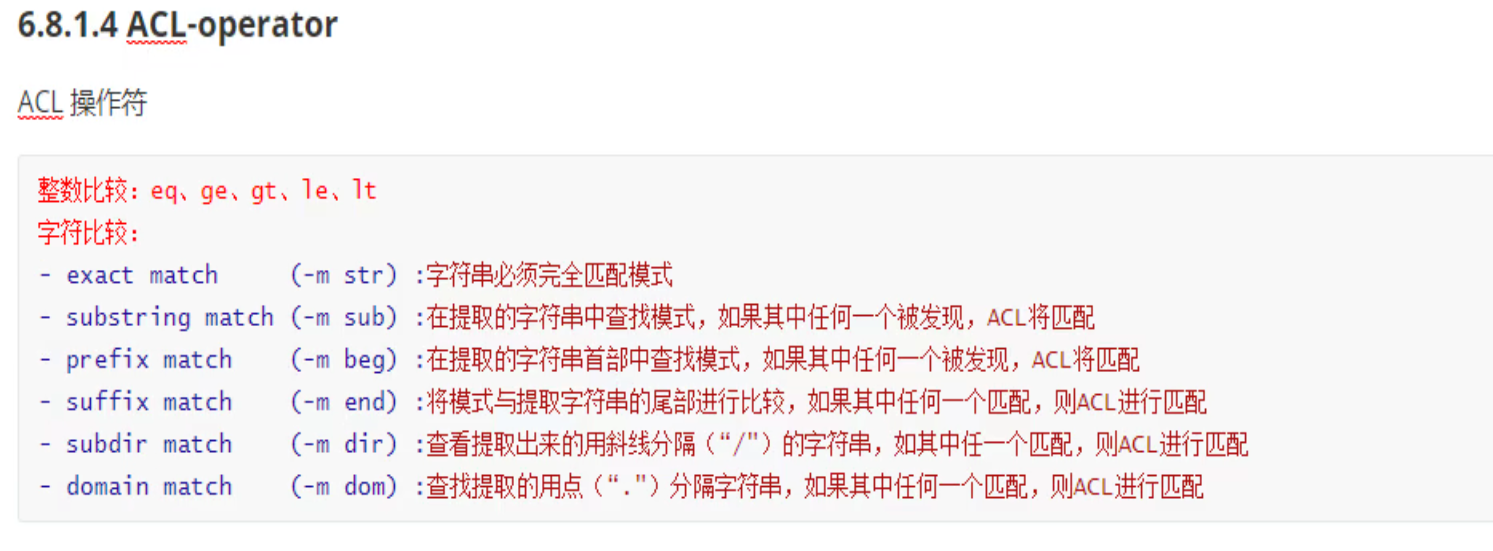 6.8.1.4 ACL-operator
ACL 操作符
整数比较：eq、ge、gt、le、lt
字符比较：
- exact match     (-m str) :字符串必须完全匹配模式
- substring match (-m sub) :在提取的字符串中查找模式，如果其中任何一个被发现，ACL将匹配
- prefix match    (-m beg) :在提取的字符串首部中查找模式，如果其中任何一个被发现，ACL将匹配
- suffix match    (-m end) :将模式与提取字符串的尾部进行比较，如果其中任何一个匹配，则ACL进行匹配
- subdir match    (-m dir) :查看提取出来的用斜线分隔（“/"）的字符串，如其中任一个匹配，则ACL进行匹配
- domain match    (-m dom) :查找提取的用点（“."）分隔字符串，如果其中任何一个匹配，则ACL进行匹配